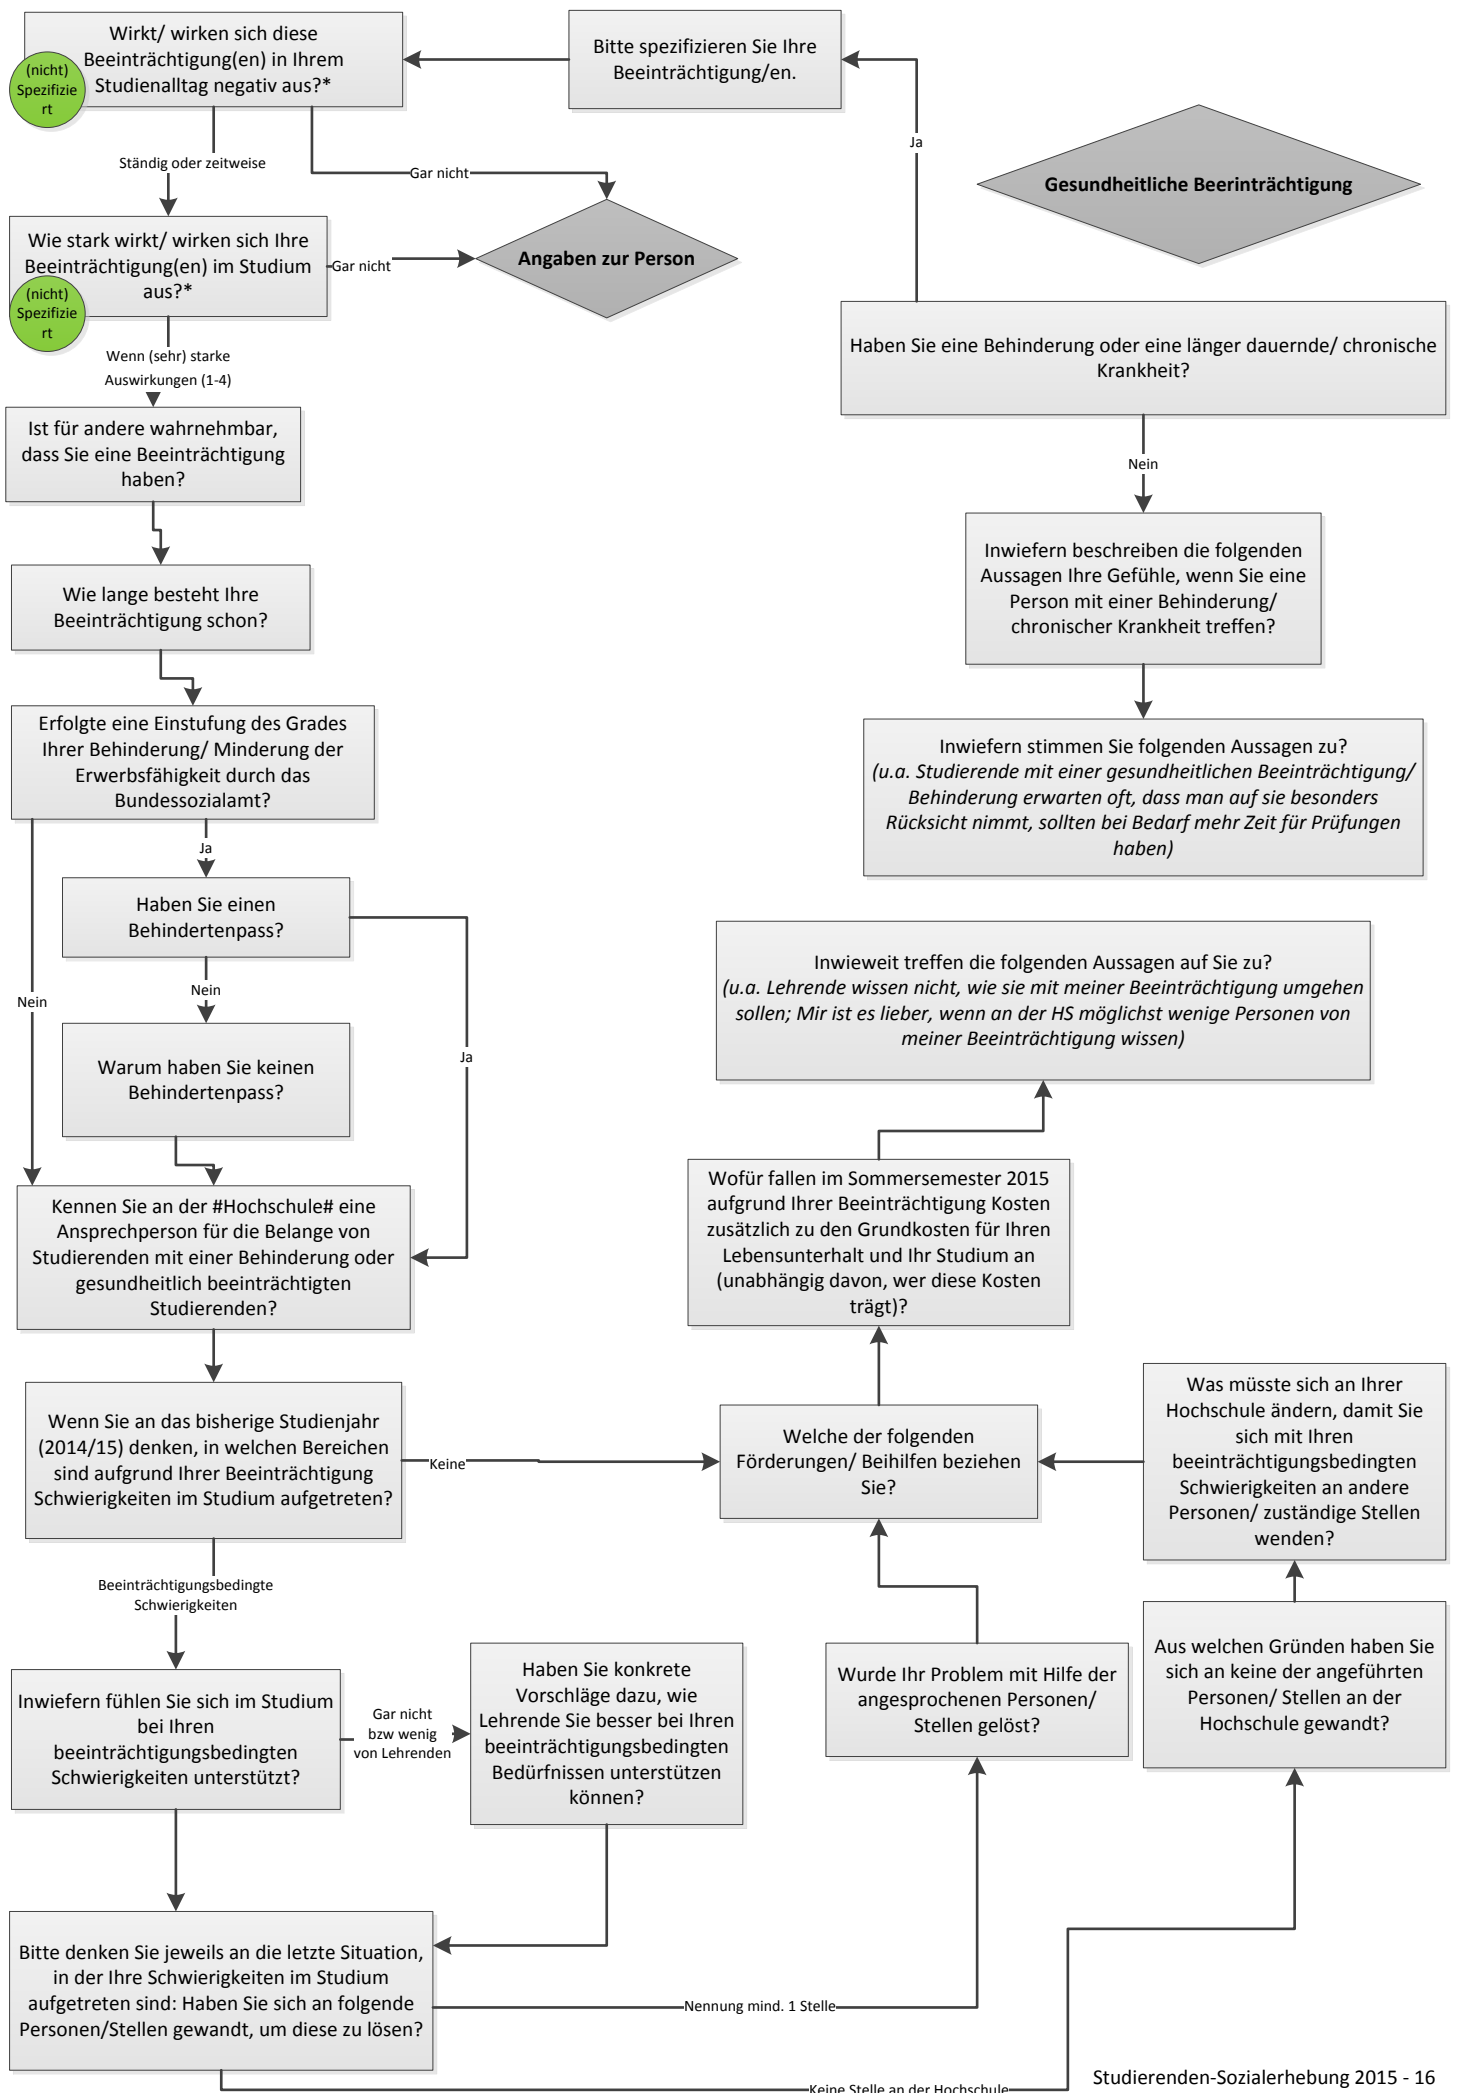 Gesundheitliche Beerinträchtigung
Haben Sie eine Behinderung oder eine länger dauernde/ chronische
Krankheit?
Ja
Nein
Inwiefern beschreiben die folgenden
Aussagen Ihre Gefühle, wenn Sie eine
Person mit einer Behinderung/
chronischer Krankheit treffen?
Inwiefern stimmen Sie folgenden Aussagen zu?
(u.a. Studierende mit einer gesundheitlichen Beeinträchtigung/
Behinderung erwarten oft, dass man auf sie besonders
Rücksicht nimmt, sollten bei Bedarf mehr Zeit für Prüfungen
haben)
Bitte spezifizieren Sie Ihre
Beeinträchtigung/en.
Wirkt/ wirken sich diese
Beeinträchtigung(en) in Ihrem
Studienalltag negativ aus?*
(nicht)
Spezifizie
rt
Ständig oder zeitweise
Gar nicht
Angaben zur Person
Wie stark wirkt/ wirken sich Ihre
Beeinträchtigung(en) im Studium
aus?*
(nicht)
Spezifizie
rt
Gar nicht
Wenn (sehr) starke
Auswirkungen (1-4)
Ist für andere wahrnehmbar,
dass Sie eine Beeinträchtigung
haben?
Wie lange besteht Ihre
Beeinträchtigung schon?
Erfolgte eine Einstufung des Grades
Ihrer Behinderung/ Minderung der
Erwerbsfähigkeit durch das
Bundessozialamt?
Ja
Nein
Haben Sie einen
Behindertenpass?
Nein
Ja
Warum haben Sie keinen
Behindertenpass?
Kennen Sie an der #Hochschule# eine
Ansprechperson für die Belange von
Studierenden mit einer Behinderung oder
gesundheitlich beeinträchtigten
Studierenden?
Wenn Sie an das bisherige Studienjahr
(2014/15) denken, in welchen Bereichen
sind aufgrund Ihrer Beeinträchtigung
Schwierigkeiten im Studium aufgetreten?
Keine
Beeinträchtigungsbedingte
Schwierigkeiten
Inwiefern fühlen Sie sich im Studium
bei Ihren
beeinträchtigungsbedingten
Schwierigkeiten unterstützt?
Gar nicht
bzw wenig
von Lehrenden
Haben Sie konkrete
Vorschläge dazu, wie
Lehrende Sie besser bei Ihren
beeinträchtigungsbedingten
Bedürfnissen unterstützen
können?
Bitte denken Sie jeweils an die letzte Situation,
in der Ihre Schwierigkeiten im Studium
aufgetreten sind: Haben Sie sich an folgende
Personen/Stellen gewandt, um diese zu lösen?
Nennung mind. 1 Stelle
Keine Stelle an der Hochschule
Wurde Ihr Problem mit Hilfe der
angesprochenen Personen/
Stellen gelöst?
Aus welchen Gründen haben Sie
sich an keine der angeführten
Personen/ Stellen an der
Hochschule gewandt?
Was müsste sich an Ihrer
Hochschule ändern, damit Sie
sich mit Ihren
beeinträchtigungsbedingten
Schwierigkeiten an andere
Personen/ zuständige Stellen
wenden?
Welche der folgenden
Förderungen/ Beihilfen beziehen
Sie?
Wofür fallen im Sommersemester 2015
aufgrund Ihrer Beeinträchtigung Kosten
zusätzlich zu den Grundkosten für Ihren
Lebensunterhalt und Ihr Studium an
(unabhängig davon, wer diese Kosten
trägt)?
Inwieweit treffen die folgenden Aussagen auf Sie zu?
(u.a. Lehrende wissen nicht, wie sie mit meiner Beeinträchtigung umgehen
sollen; Mir ist es lieber, wenn an der HS möglichst wenige Personen von
meiner Beeinträchtigung wissen)
Studierenden-Sozialerhebung 2015 - 16